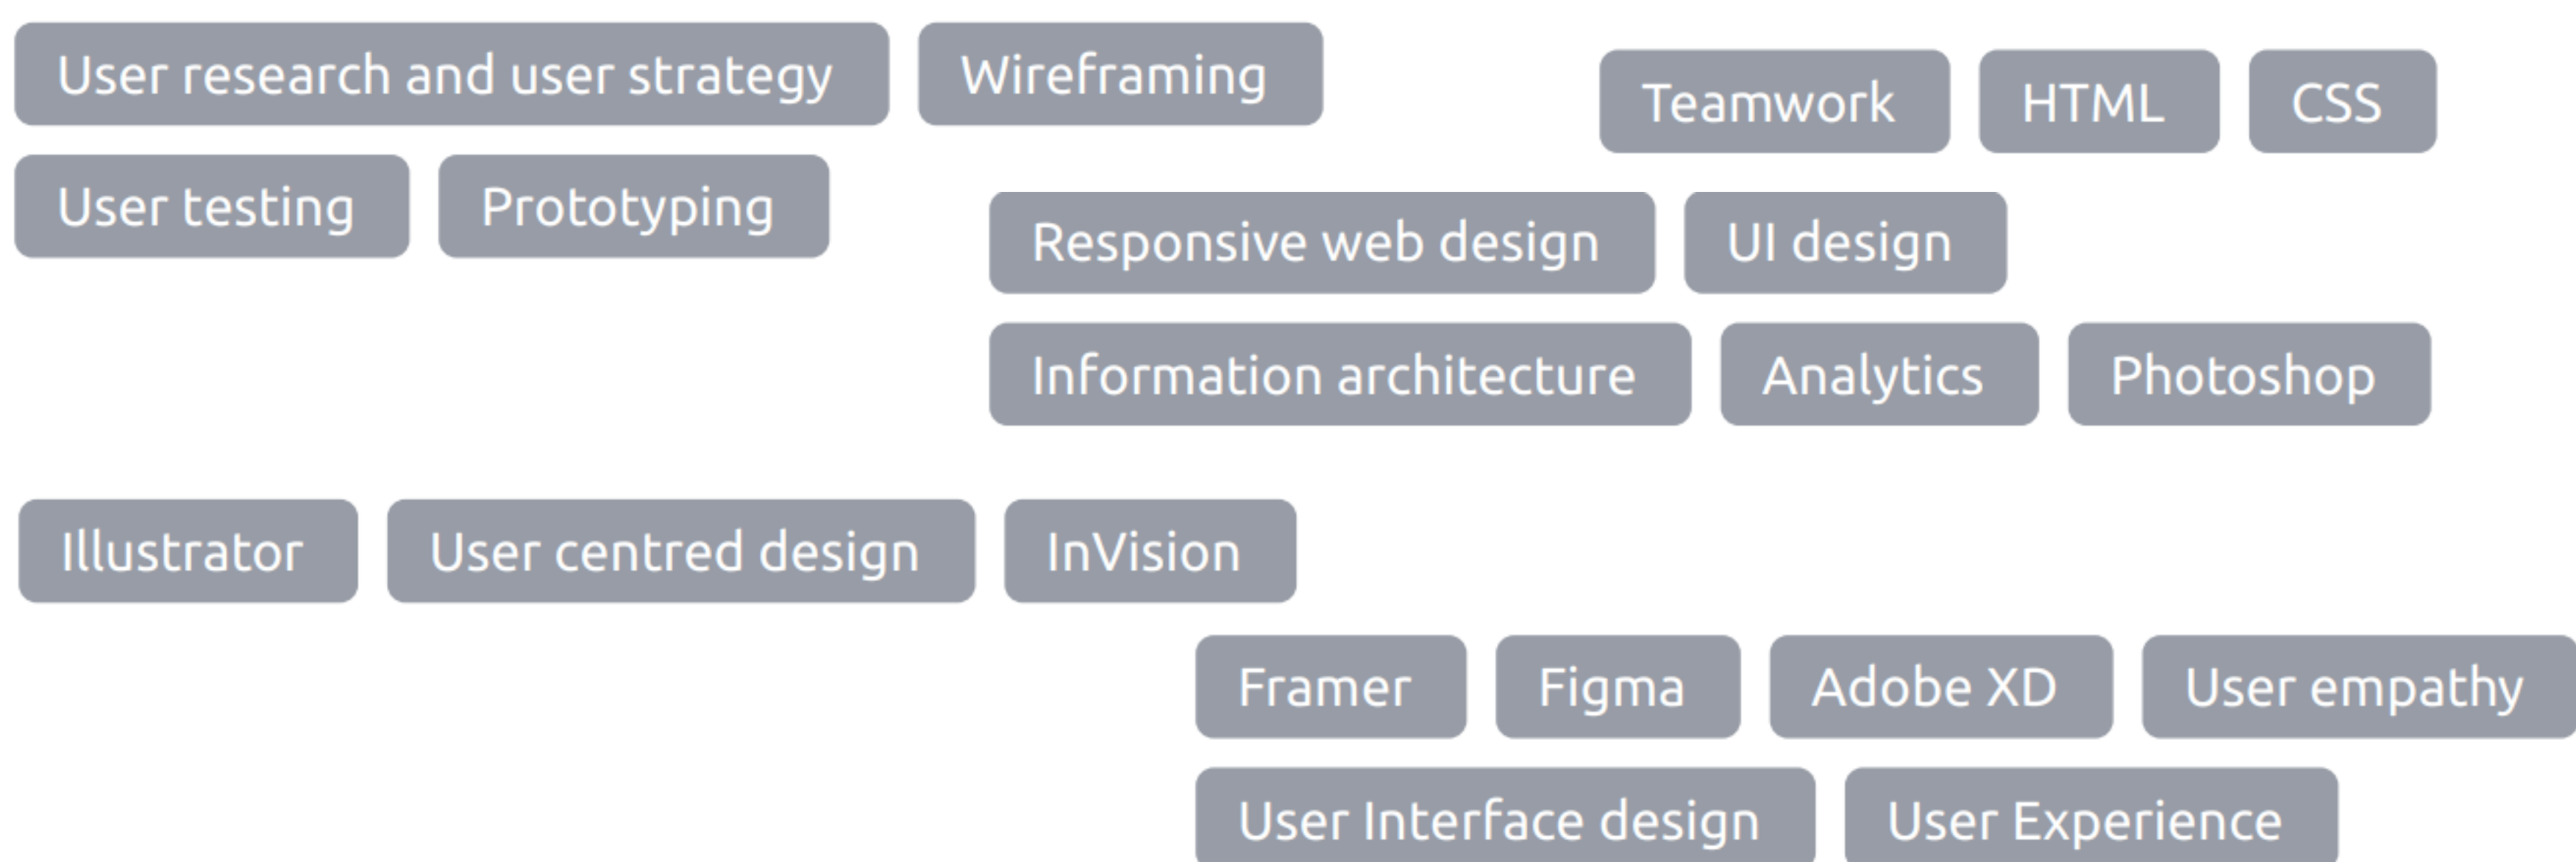 User research and user strategy Wireframing
Teamwork HTML CSS
User testing Prototyping
Responsive web design UI design
Information architecture Analytics Photoshop
Illustrator User centred design InVision
Framer Figma Adobe XD User empathy
User Interface design User Experience